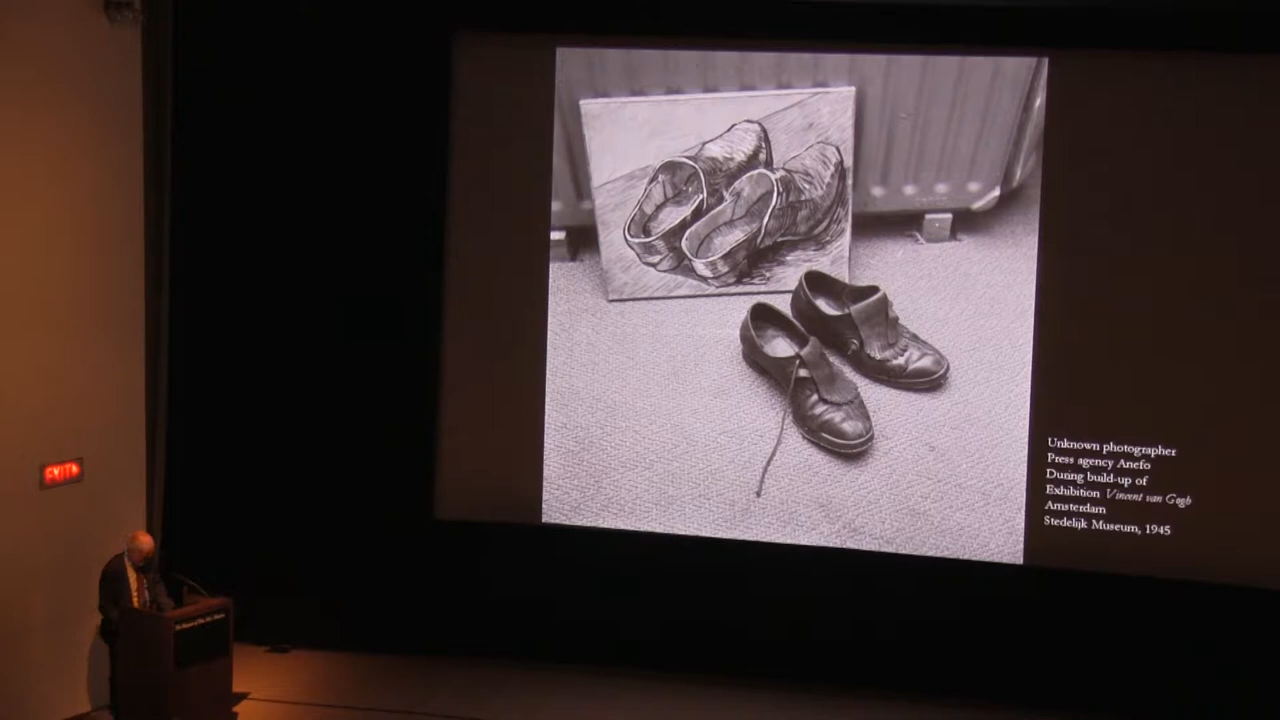 Unknown photographer
Press agency Anefo
During build-up of
Exhibition Vincent van Gogh
Amsterdam
Stedelijk Museum, 1945
EXIT